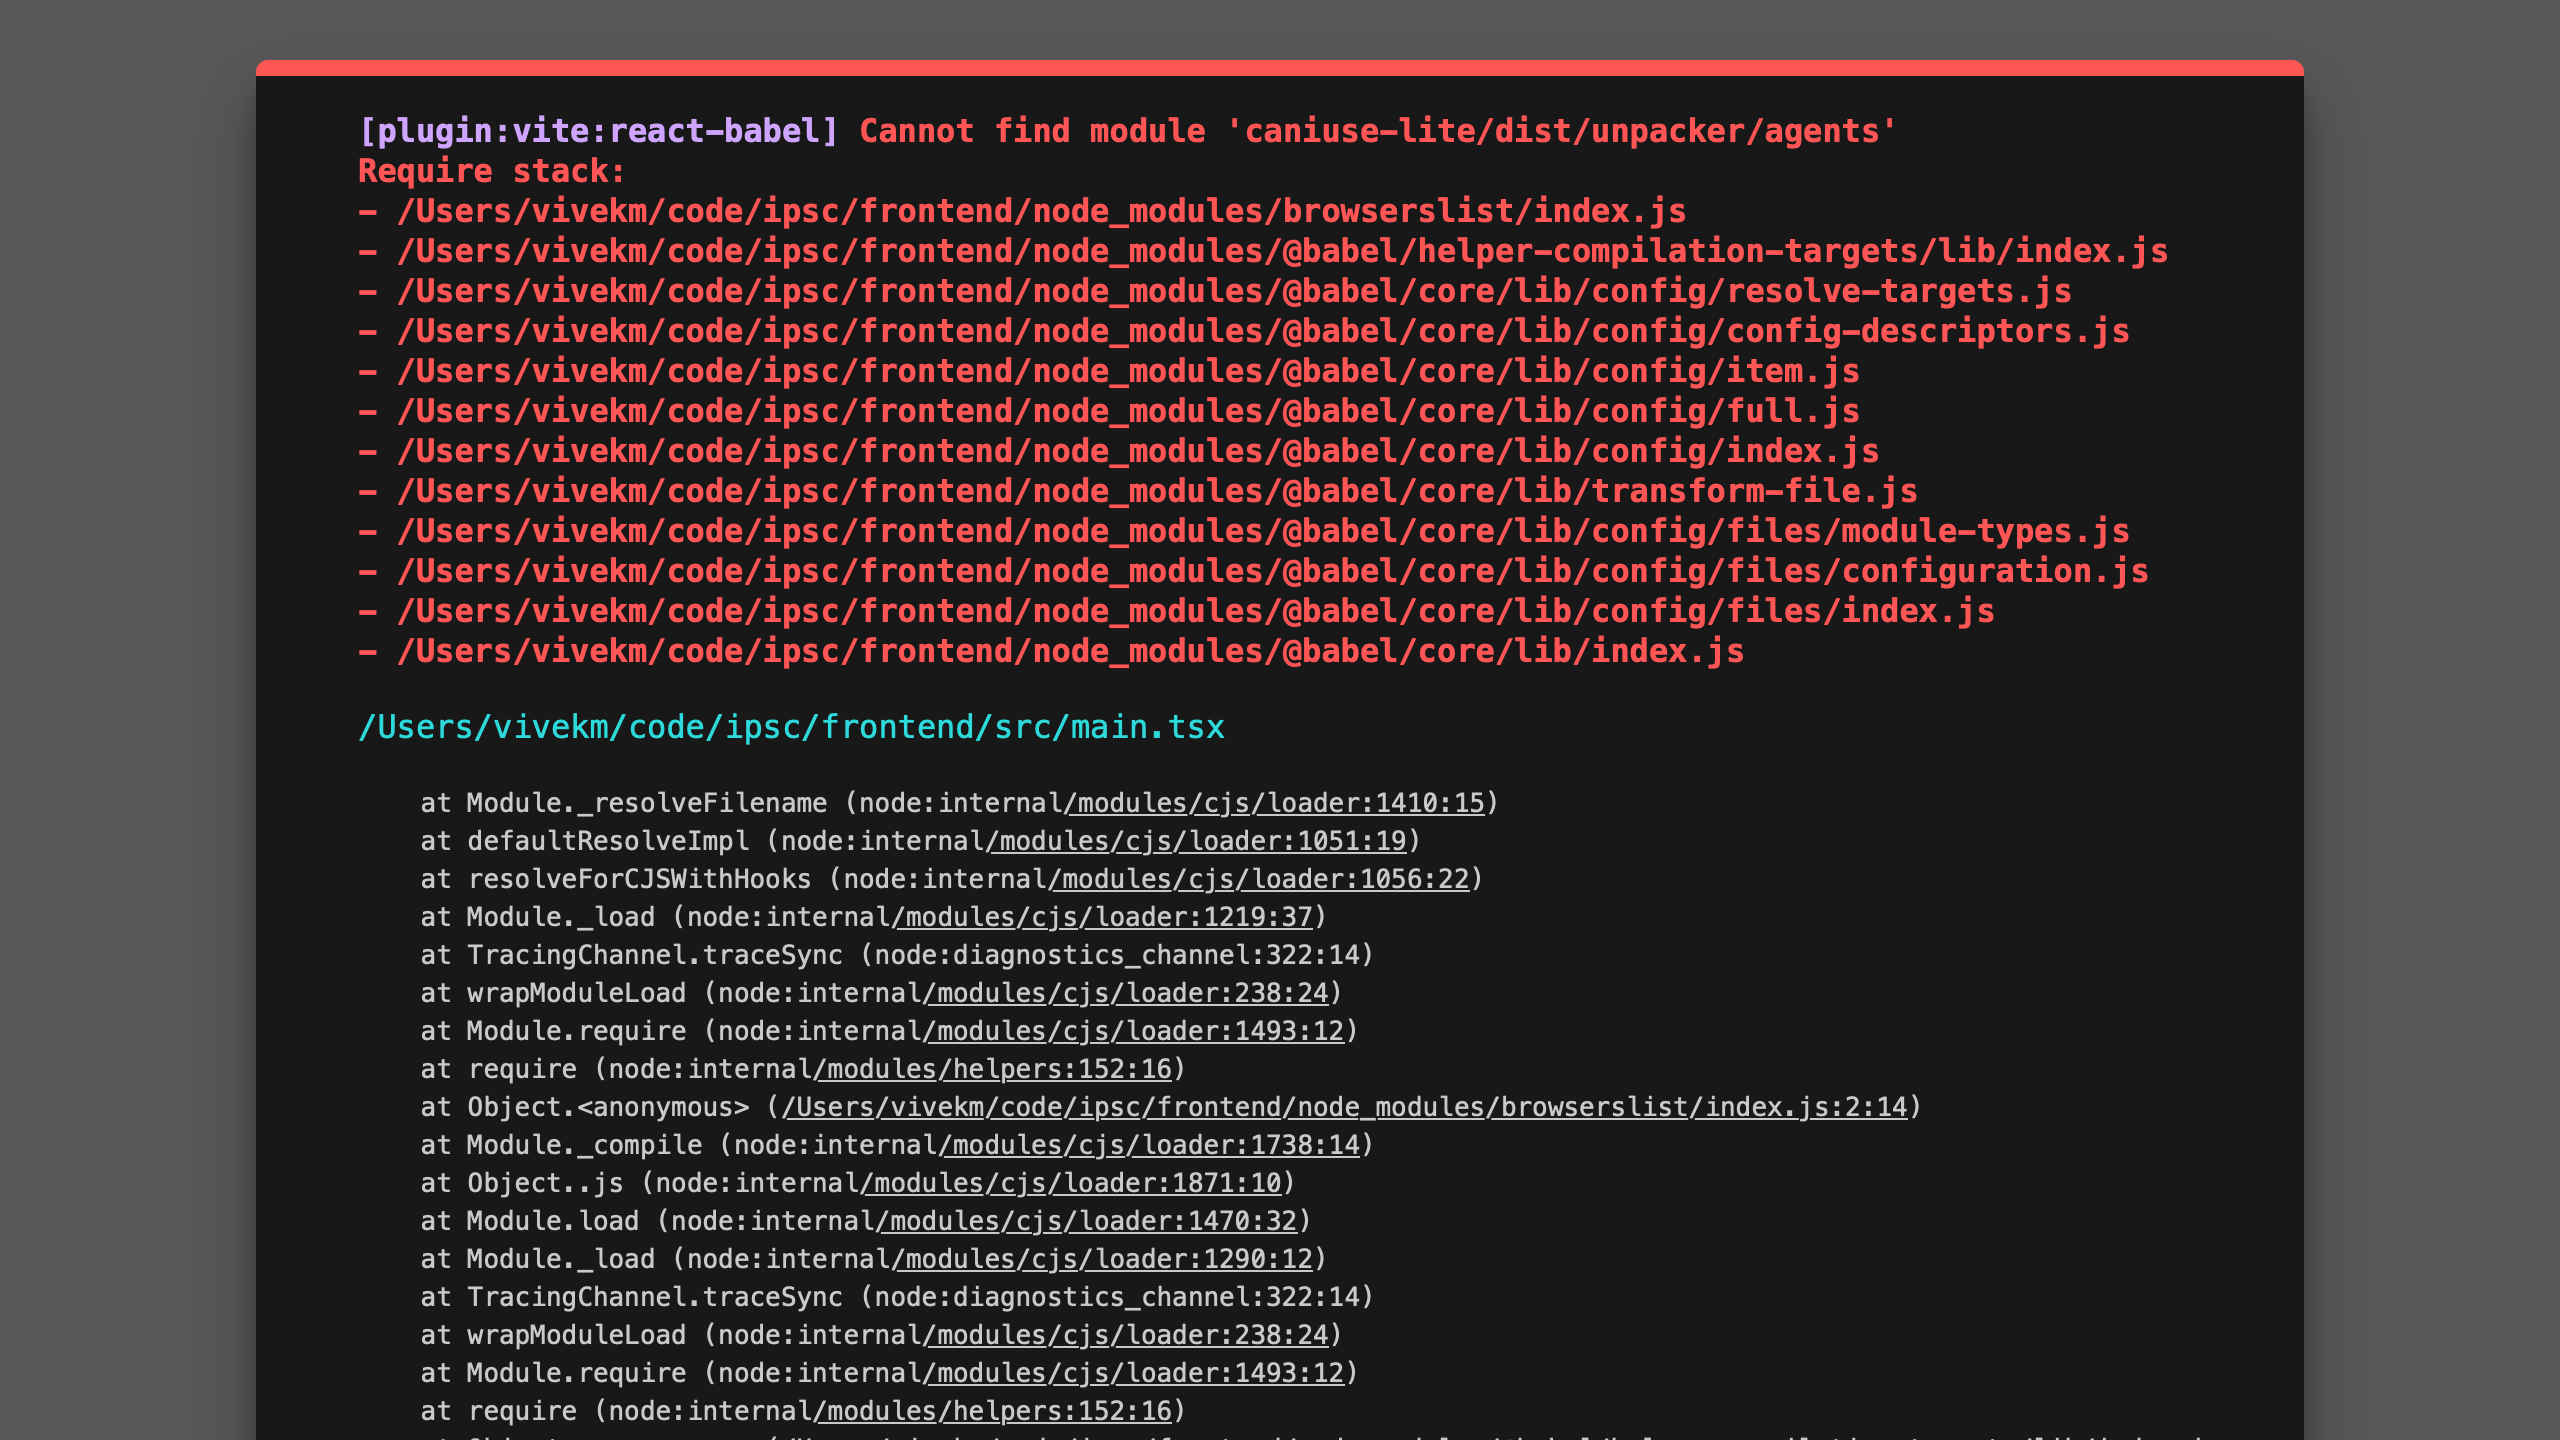 [plugin:vite:react-babel] Cannot find module 'caniuse-lite/dist/unpacker/agents'
Require stack:
- /Users/vivekm/code/ipsc/frontend/node_modules/browserslist/index.js
- /Users/vivekm/code/ipsc/frontend/node_modules/@babel/helper-compilation-targets/lib/index.js
- /Users/vivekm/code/ipsc/frontend/node_modules/@babel/core/lib/config/resolve-targets.js
- /Users/vivekm/code/ipsc/frontend/node_modules/@babel/core/lib/config/config-descriptors.js
- /Users/vivekm/code/ipsc/frontend/node_modules/@babel/core/lib/config/item.js
- /Users/vivekm/code/ipsc/frontend/node_modules/@babel/core/lib/config/full.js
- /Users/vivekm/code/ipsc/frontend/node_modules/@babel/core/lib/config/index.js
- /Users/vivekm/code/ipsc/frontend/node_modules/@babel/core/lib/transform-file.js
- /Users/vivekm/code/ipsc/frontend/node_modules/@babel/core/lib/config/files/module-types.js
- /Users/vivekm/code/ipsc/frontend/node_modules/@babel/core/lib/config/files/configuration.js
- /Users/vivekm/code/ipsc/frontend/node_modules/@babel/core/lib/config/files/index.js
- /Users/vivekm/code/ipsc/frontend/node_modules/@babel/core/lib/index.js
/Users/vivekm/code/ipsc/frontend/src/main.tsx
at Module._resolveFilename (node:internal/modules/cjs/loader:1410:15)
at defaultResolveImpl (node:internal/modules/cjs/loader:1051:19)
at resolveForCJSWithHooks (node:internal/modules/cjs/loader:1056:22)
at Module._load (node:internal/modules/cjs/loader:1219:37)
at TracingChannel.traceSync (node:diagnostics_channel:322:14)
at wrapModuleLoad (node:internal/modules/cjs/loader:238:24)
at Module.require (node:internal/modules/cjs/loader:1493:12)
at require (node:internal/modules/helpers:152:16)
at Object.<anonymous> (/Users/vivekm/code/ipsc/frontend/node_modules/browserslist/index.js:2:14)
at Module._compile (node:internal/modules/cjs/loader:1738:14)
at Object..js (node:internal/modules/cjs/loader:1871:10)
at Module.load (node:internal/modules/cjs/loader:1470:32)
at Module._load (node:internal/modules/cjs/loader:1290:12)
at TracingChannel.traceSync (node:diagnostics_channel:322:14)
at wrapModuleLoad (node:internal/modules/cjs/loader:238:24)
at Module.require (node:internal/modules/cjs/loader:1493:12)
at require (node:internal/modules/helpers:152:16)